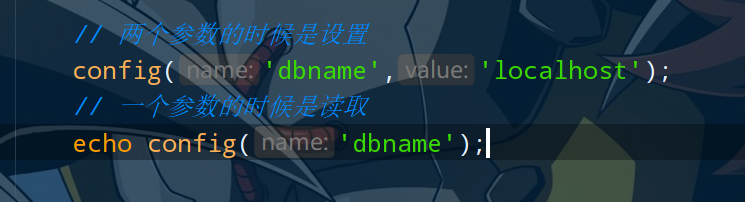 // 两个参数的时候是设置
config( name: 'dbname', value: 'localhost');
// 一个参数的时候是读取
echo config( name: 'dbname');